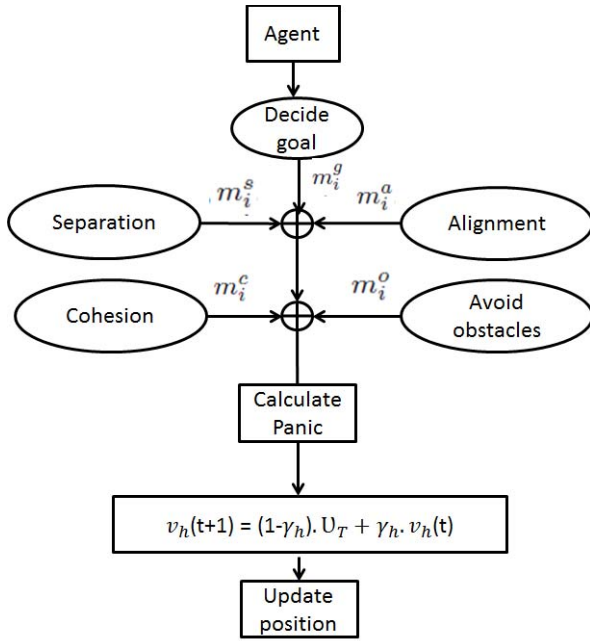 Agent
Decide
goal
m_i^g
m_i^s
m_i^a
Separation
Alignment
m_i^c
m_i^o
Cohesion
Avoid
obstacles
Calculate
Panic
v_h(t+1) = (1-γ_h). U_T + γ_h. v_h(t)
Update
position